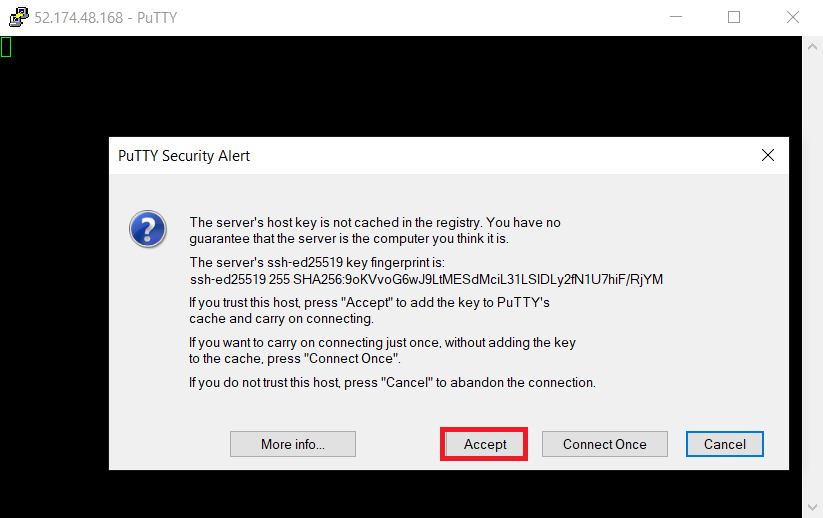 52.174.48.168 - PuTTY
PuTTY Security Alert
The server's host key is not cached in the registry. You have no
guarantee that the server is the computer you think it is.
The server's ssh-ed25519 key fingerprint is:
ssh-ed25519 255 SHA256:9oKVvoG6wJ9LtMESdMciL31LSIDLy2fN1U7hiF/RjYM
If you trust this host, press "Accept" to add the key to PuTTY's
cache and carry on connecting.
If you want to carry on connecting just once, without adding the key
to the cache, press "Connect Once".
If you do not trust this host, press "Cancel" to abandon the connection.
More info... Accept Connect Once Cancel